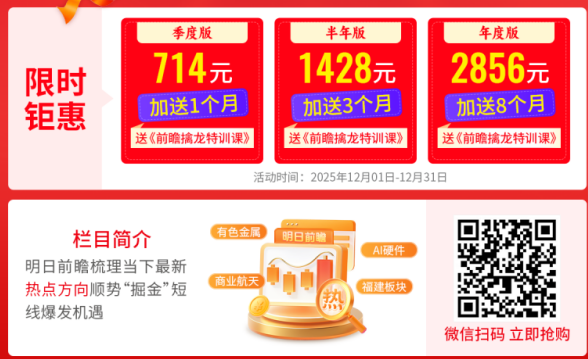 限时
钜惠
季度版
714元
加送1个月
送《前瞻擒龙特训课》
半年版
1428元
加送3个月
送《前瞻擒龙特训课》
年度版
2856元
加送8个月
送《前瞻擒龙特训课》
活动时间：2025年12月01日-12月31日
栏目简介
明日前瞻梳理当下最新
热点方向顺势“掘金”短
线爆发机遇
有色金属
明日前瞻
AI硬件
商业航天
福建板块
热
微信扫码 立即抢购